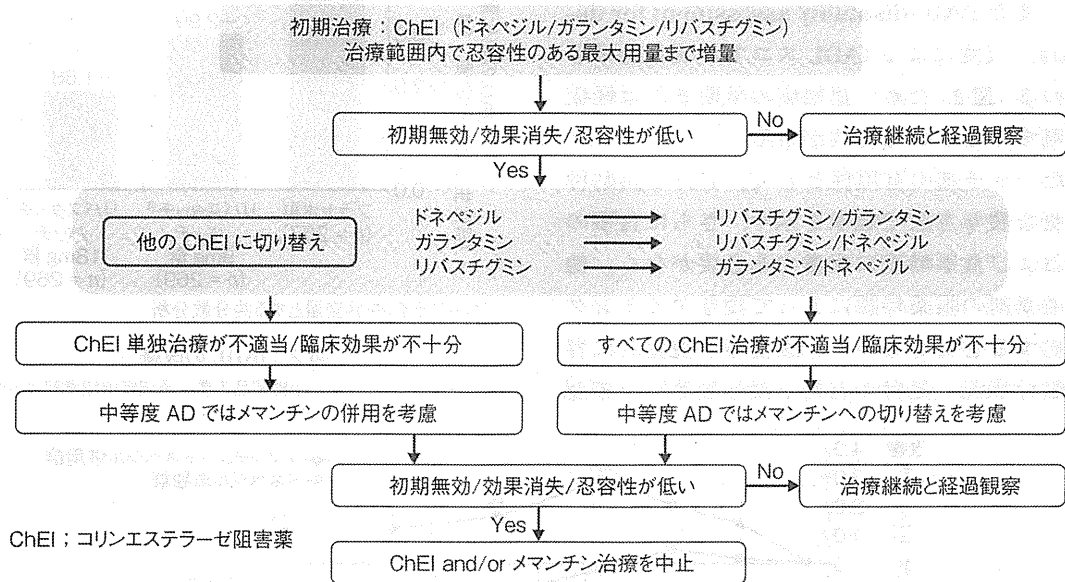 初期治療：ChEI（ドネペジル/ガランタミン/リバスチグミン）
治療範囲内で忍容性のある最大用量まで増量
初期無効/効果消失/忍容性が低い
No
治療継続と経過観察
Yes
他の ChEI に切り替え
ドネペジル
リバスチグミン/ガランタミン
ガランタミン
リバスチグミン/ドネペジル
リバスチグミン
ガランタミン/ドネペジル
ChEI 単独治療が不適当/臨床効果が不十分
すべての ChEI 治療が不適当/臨床効果が不十分
中等度 AD ではメマンチンの併用を考慮
中等度 AD ではメマンチンへの切り替えを考慮
初期無効/効果消失/忍容性が低い
No
治療継続と経過観察
Yes
ChEI and/or メマンチン治療を中止
ChEI；コリンエステラーゼ阻害薬